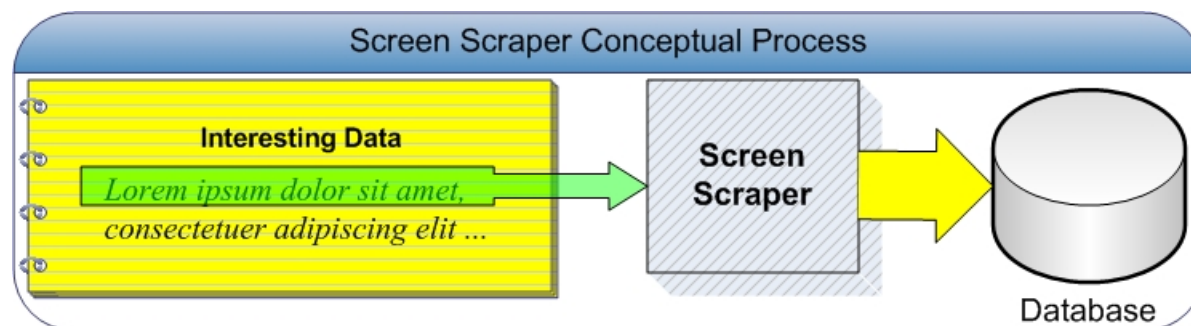 Screen Scraper Conceptual Process
Interesting Data
Lorem ipsum dolor sit amet,
consectetuer adipiscing elit ...
Screen
Scraper
Database